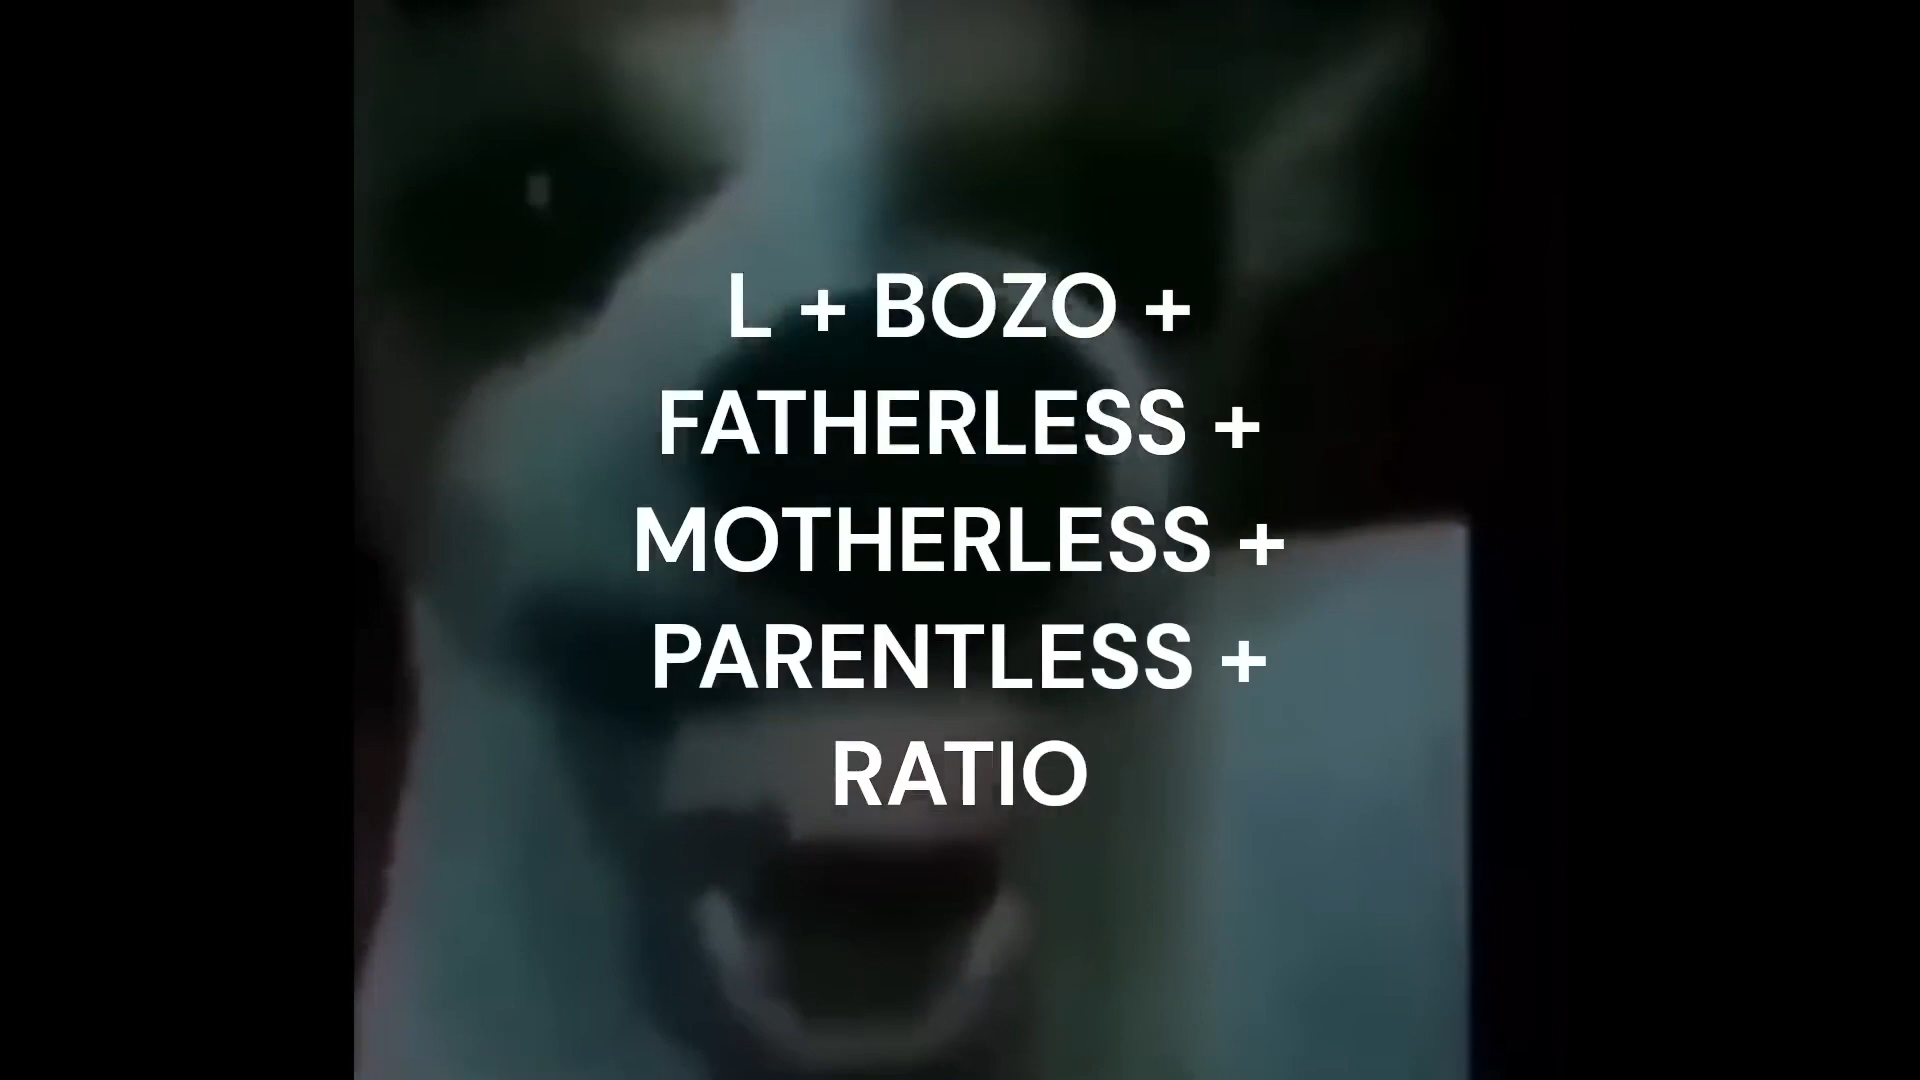 L + BOZO +
FATHERLESS +
MOTHERLESS +
PARENTLESS +
RATIO